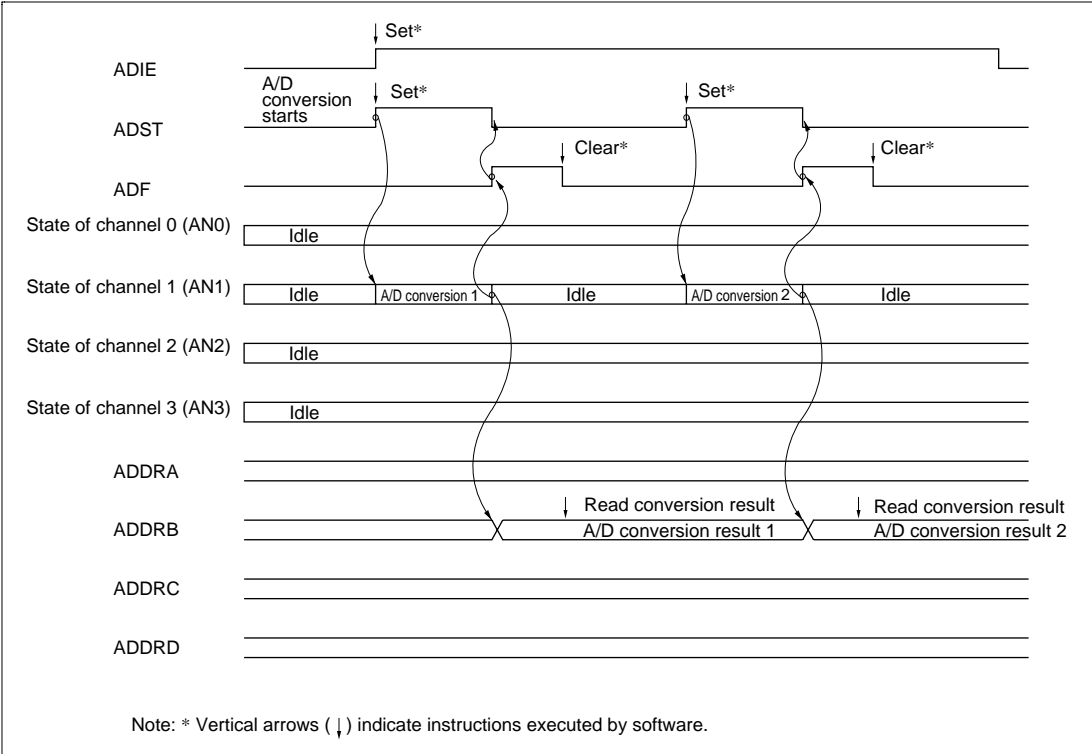 Set*
ADIE
A/D
conversion
starts
Set*
Set*
ADST
Clear*
Clear*
ADF
State of channel 0 (AN0)
Idle
State of channel 1 (AN1)
Idle
A/D conversion 1
Idle
A/D conversion 2
Idle
State of channel 2 (AN2)
Idle
State of channel 3 (AN3)
Idle
ADDRA
Read conversion result
Read conversion result
ADDRB
A/D conversion result 1
A/D conversion result 2
ADDRC
ADDRD
Note: * Vertical arrows (↓) indicate instructions executed by software.